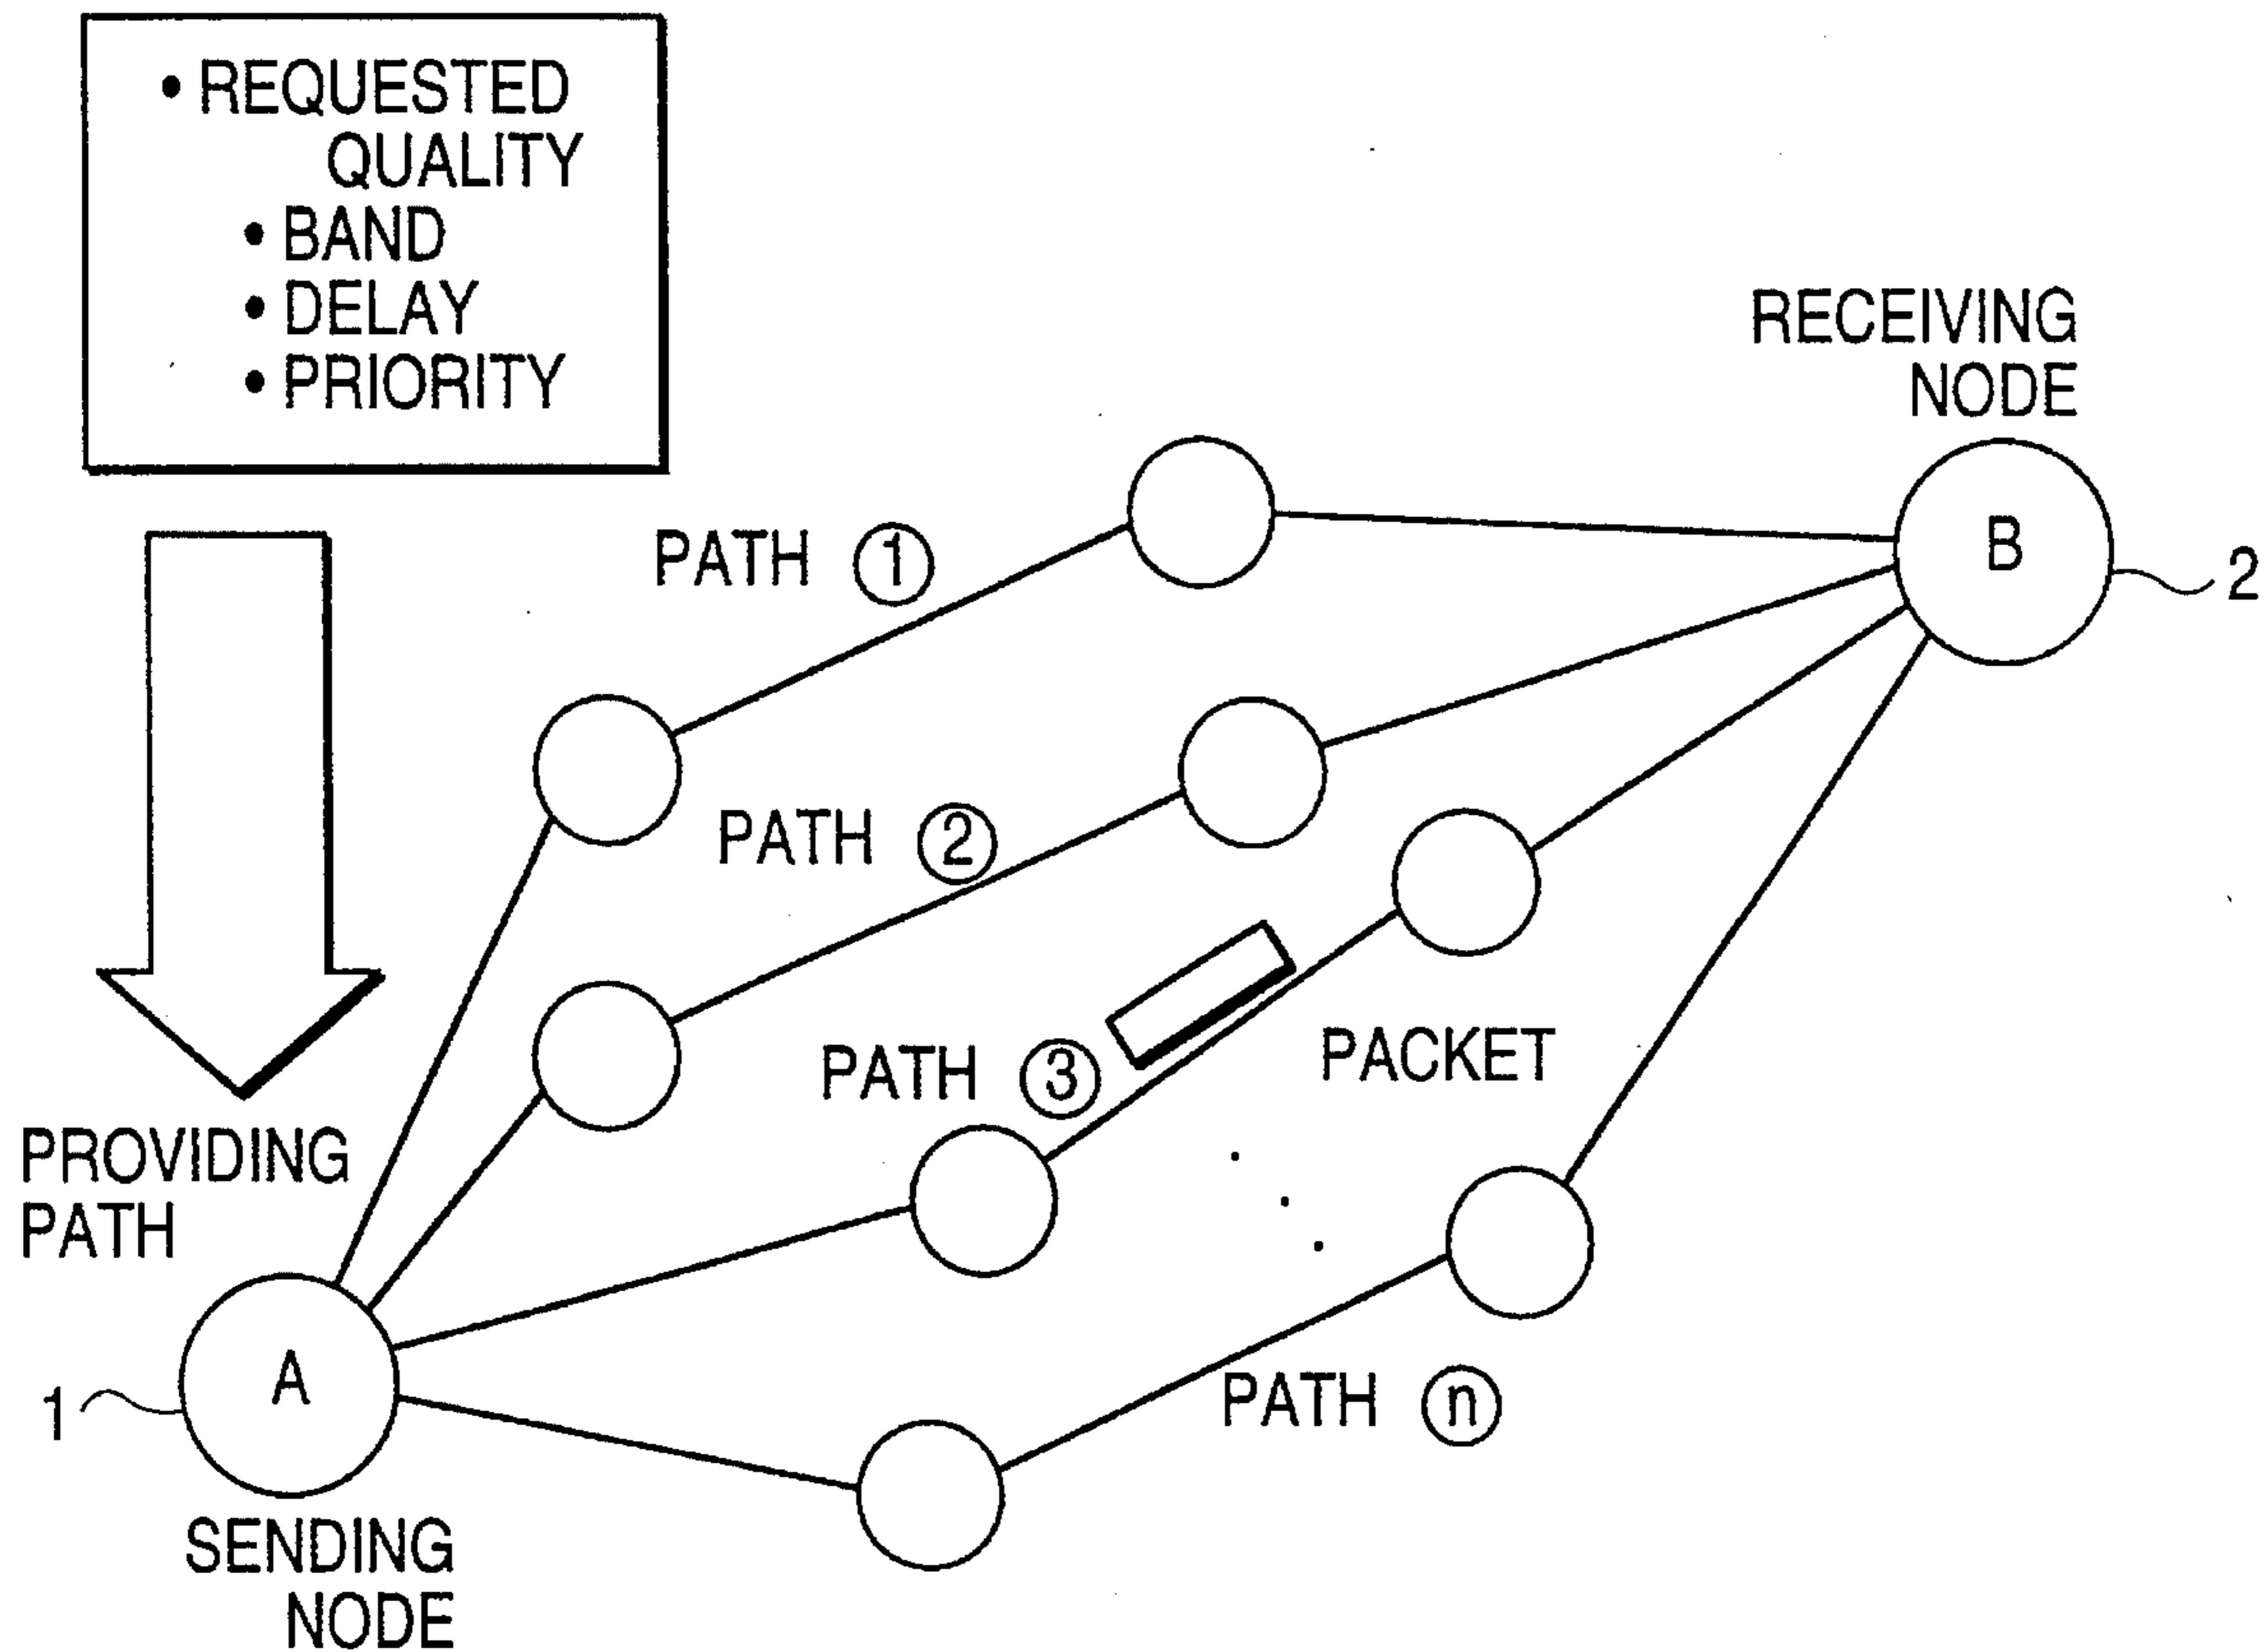 • REQUESTED
QUALITY
• BAND
• DELAY
• PRIORITY
RECEIVING
NODE
B
2
PATH ①
PATH ②
PATH ③
PACKET
PROVIDING
PATH
A
1
PATH ⓝ
SENDING
NODE